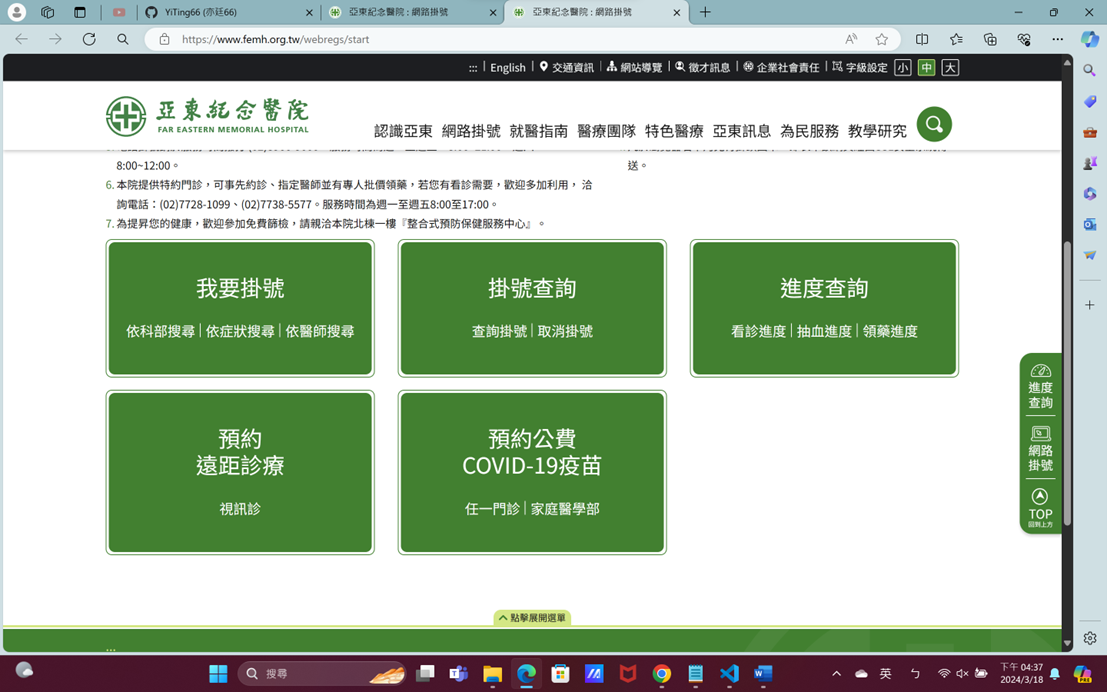 YiTing66 (亦廷66)
亞東紀念醫院 : 網路掛號
亞東紀念醫院 : 網路掛號
https://www.femh.org.tw/webregs/start
::: | English | 交通資訊 | 網站導覽 | 徵才訊息 | 企業社會責任 | 字級設定 小 中 大
亞東紀念醫院
FAR EASTERN MEMORIAL HOSPITAL
認識亞東 網路掛號 就醫指南 醫療團隊 特色醫療 亞東訊息 為民服務 教學研究
8:00~12:00。
送。
6. 本院提供特約門診，可事先約診、指定醫師並有專人批價領藥，若您有看診需要，歡迎多加利用， 洽
詢電話：(02)7728-1099、(02)7738-5577。服務時間為週一至週五8:00至17:00。
7. 為提昇您的健康，歡迎參加免費篩檢，請親洽本院北棟一樓『整合式預防保健服務中心』。
我要掛號
依科部搜尋 | 依症狀搜尋 | 依醫師搜尋
掛號查詢
查詢掛號 | 取消掛號
進度查詢
看診進度 | 抽血進度 | 領藥進度
預約
遠距診療
視訊診
預約公費
COVID-19疫苗
任一門診 | 家庭醫學部
進度
查詢
網路
掛號
TOP
回到上方
點擊展開選單
:::
搜尋
英
下午 04:37
2024/3/18